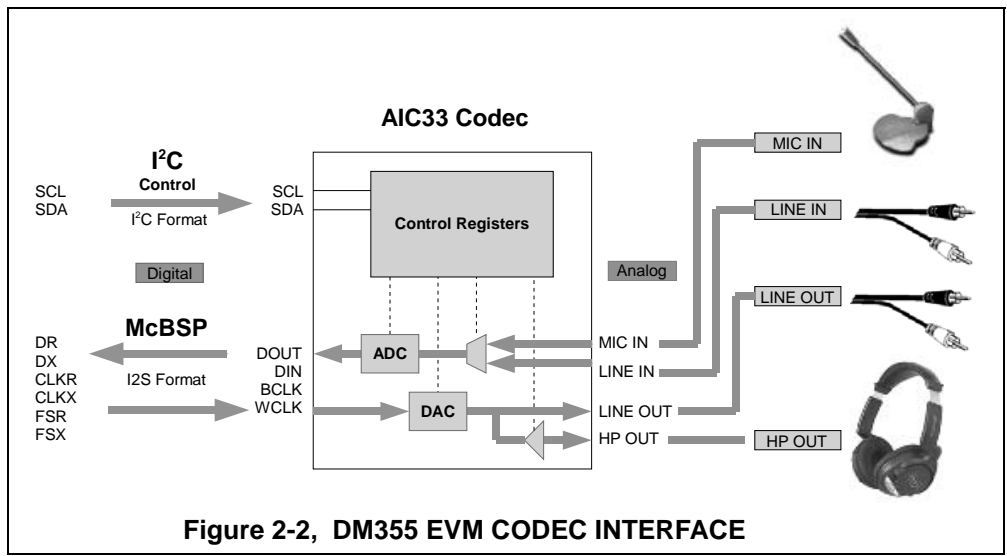 AIC33 Codec
I²C
Control
SCL
SDA
I²C Format
SCL
SDA
Control Registers
Digital
Analog
McBSP
DR
DX
CLKR
CLKX
FSR
FSX
I2S Format
DOUT
DIN
BCLK
WCLK
ADC
DAC
MIC IN
LINE IN
LINE OUT
HP OUT
MIC IN
LINE IN
LINE OUT
HP OUT
Figure 2-2, DM355 EVM CODEC INTERFACE